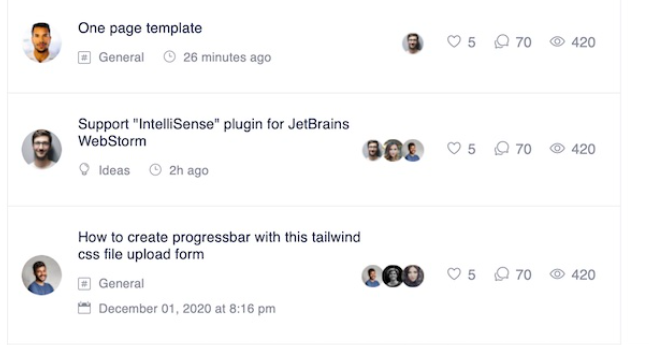 One page template
General 26 minutes ago
5 70 420
Support "IntelliSense" plugin for JetBrains
WebStorm
Ideas 2h ago
5 70 420
How to create progressbar with this tailwind
css file upload form
General
December 01, 2020 at 8:16 pm
5 70 420